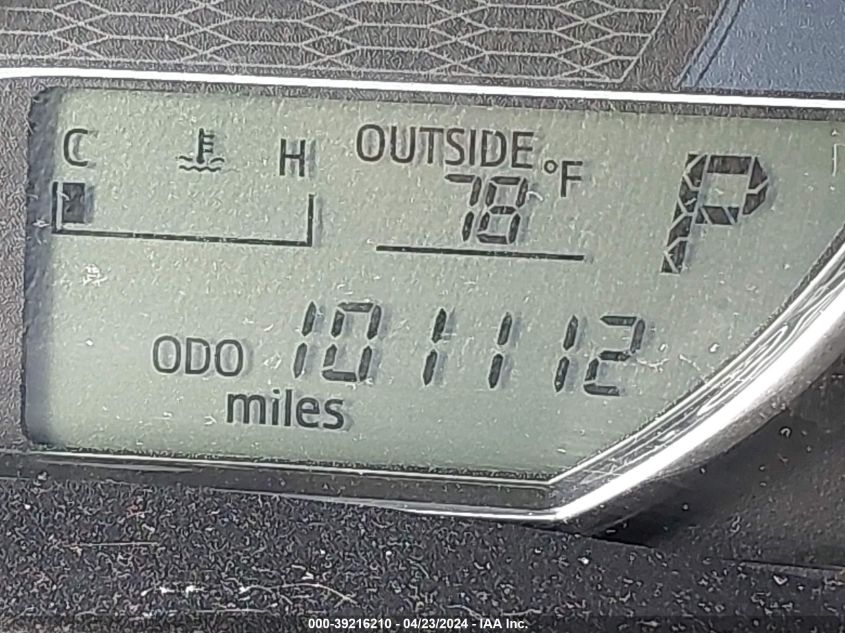 C H OUTSIDE
78 °F P
ODO 101112
miles
000-39216210 - 04/23/2024 - IAA Inc.